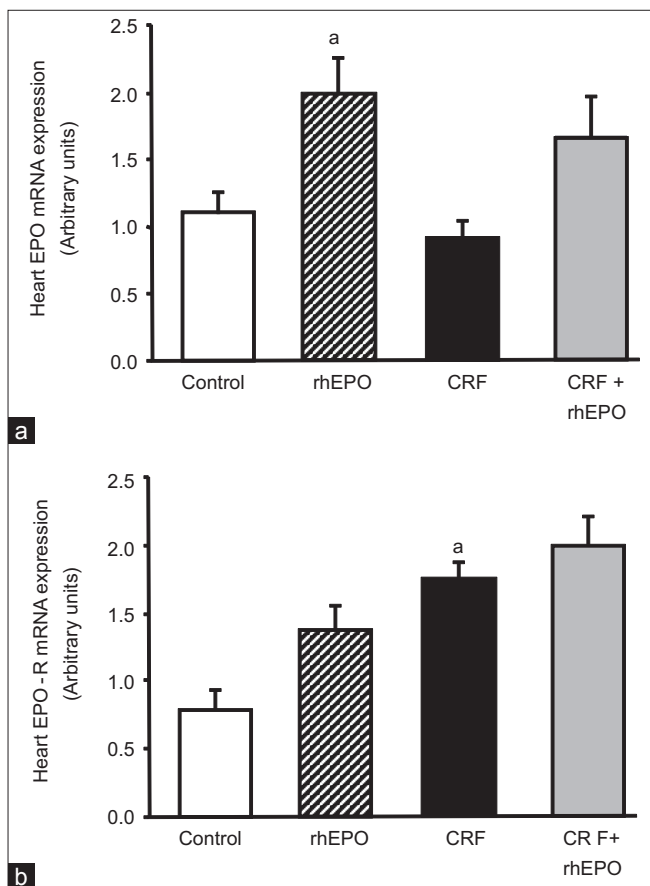 Heart EPO mRNA expression
(Arbitrary units)
2.5
2.0
1.5
1.0
0.5
0.0
a
Control rhEPO CRF CRF +
rhEPO
a
Heart EPO - R mRNA expression
(Arbitrary units)
2.5
2.0
1.5
1.0
0.5
0.0
a
Control rhEPO CRF CR F+
rhEPO
b